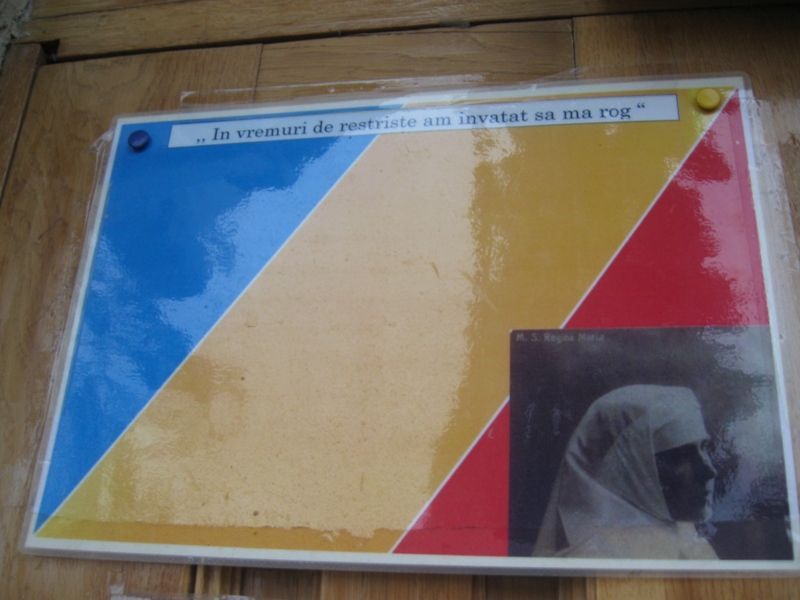 „ In vremuri de restriste am invatat sa ma rog “
M. S. Regina Maria